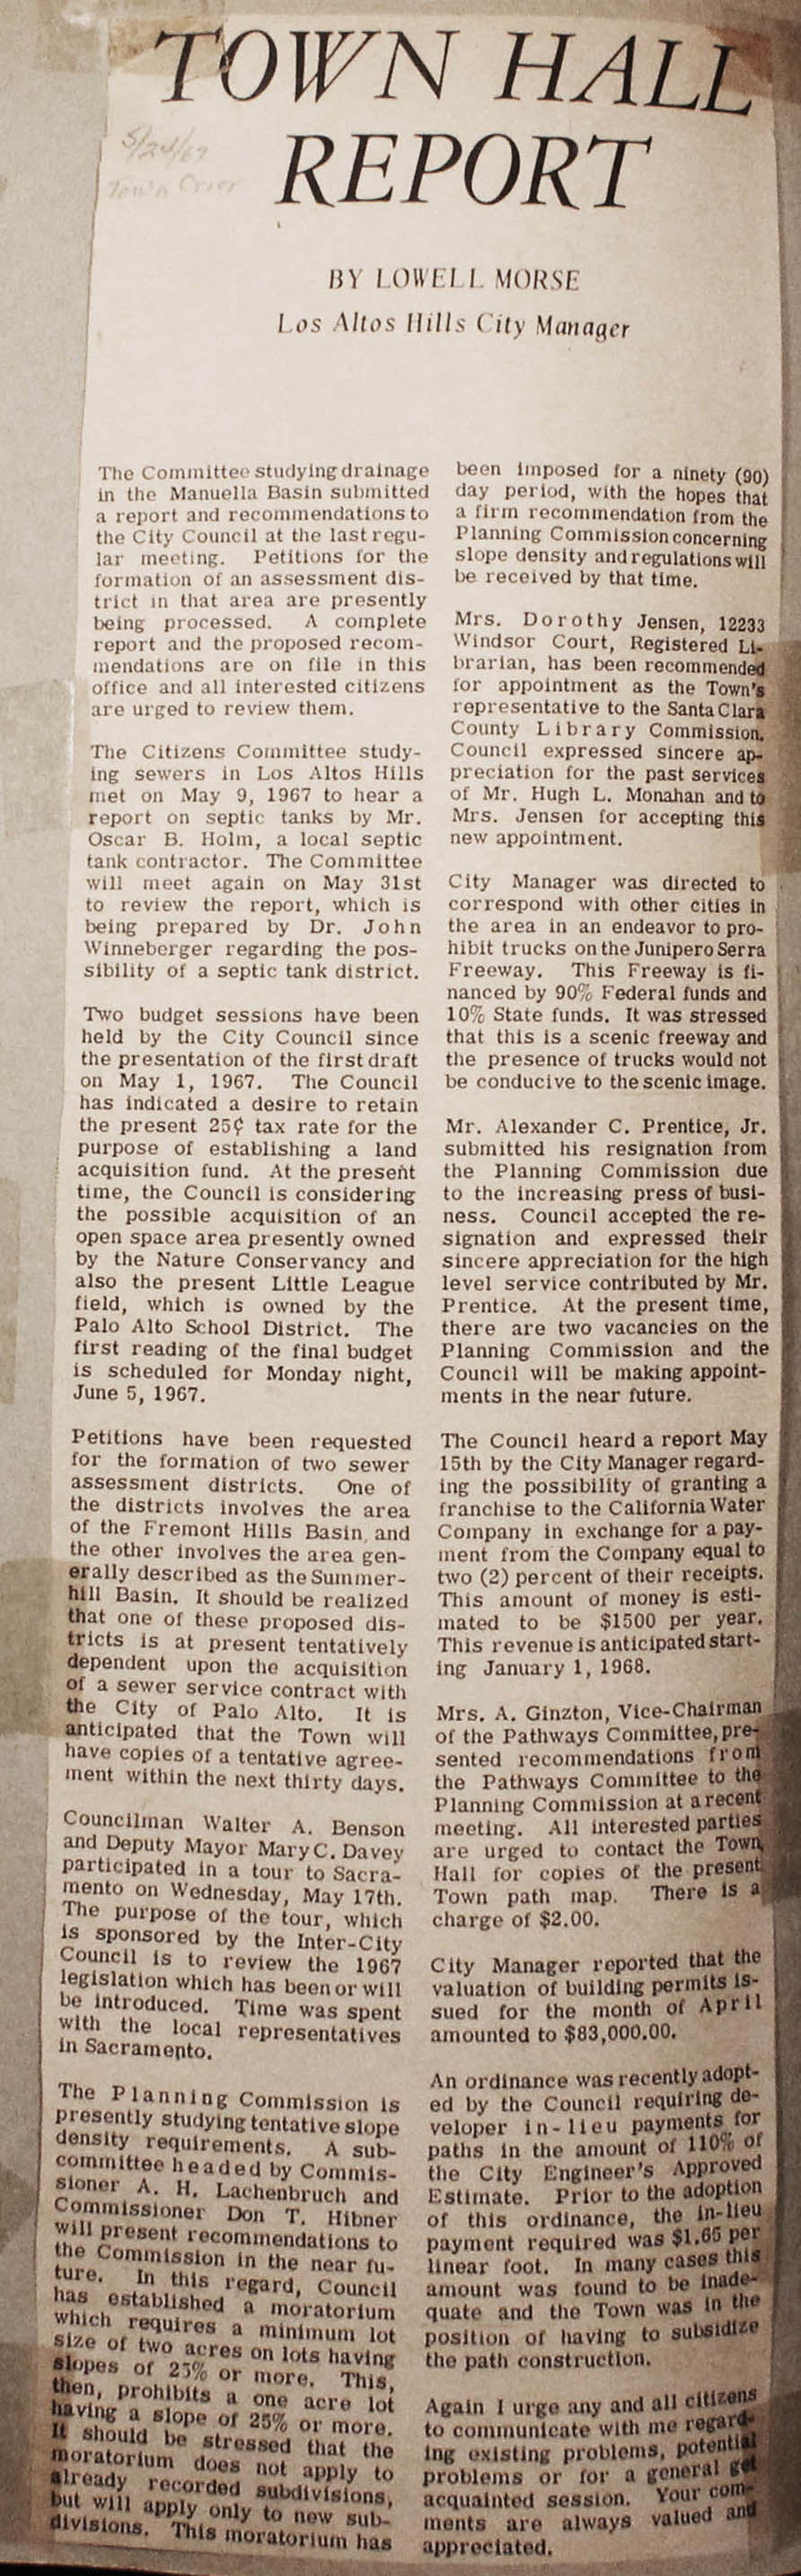 TOWN HALL
REPORT
5/24/67
Town Crier
BY LOWELL MORSE
Los Altos Hills City Manager
The Committee studying drainage
in the Manuella Basin submitted
a report and recommendations to
the City Council at the last regu-
lar meeting. Petitions for the
formation of an assessment dis-
trict in that area are presently
being processed. A complete
report and the proposed recom-
mendations are on file in this
office and all interested citizens
are urged to review them.
The Citizens Committee study-
ing sewers in Los Altos Hills
met on May 9, 1967 to hear a
report on septic tanks by Mr.
Oscar B. Holm, a local septic
tank contractor. The Committee
will meet again on May 31st
to review the report, which is
being prepared by Dr. John
Winneberger regarding the pos-
sibility of a septic tank district.
Two budget sessions have been
held by the City Council since
the presentation of the first draft
on May 1, 1967. The Council
has indicated a desire to retain
the present 25¢ tax rate for the
purpose of establishing a land
acquisition fund. At the present
time, the Council is considering
the possible acquisition of an
open space area presently owned
by the Nature Conservancy and
also the present Little League
field, which is owned by the
Palo Alto School District. The
first reading of the final budget
is scheduled for Monday night,
June 5, 1967.
Petitions have been requested
for the formation of two sewer
assessment districts. One of
the districts involves the area
of the Fremont Hills Basin and
the other involves the area gen-
erally described as the Summer-
hill Basin. It should be realized
that one of these proposed dis-
tricts is at present tentatively
dependent upon the acquisition
of a sewer service contract with
the City of Palo Alto. It is
anticipated that the Town will
have copies of a tentative agree-
ment within the next thirty days.
Councilman Walter A. Benson
and Deputy Mayor Mary C. Davey
participated in a tour to Sacra-
mento on Wednesday, May 17th.
The purpose of the tour, which
is sponsored by the Inter-City
Council is to review the 1967
legislation which has been or will
be introduced. Time was spent
with the local representatives
in Sacramento.
The Planning Commission is
presently studying tentative slope
density requirements. A sub-
committee headed by Commis-
sioner A. H. Lachenbruch and
Commissioner Don T. Hibner
will present recommendations to
the Commission in the near fu-
ture. In this regard, Council
has established a moratorium
which requires a minimum lot
size of two acres on lots having
slopes of 25% or more. This,
then, prohibits a one acre lot
having a slope of 25% or more.
It should be stressed that the
moratorium does not apply to
already recorded subdivisions,
but will apply only to new sub-
divisions. This moratorium has
been imposed for a ninety (90)
day period, with the hopes that
a firm recommendation from the
Planning Commission concerning
slope density and regulations will
be received by that time.
Mrs. Dorothy Jensen, 12233
Windsor Court, Registered Li-
brarian, has been recommended
for appointment as the Town's
representative to the Santa Clara
County Library Commission.
Council expressed sincere ap-
preciation for the past services
of Mr. Hugh L. Monahan and to
Mrs. Jensen for accepting this
new appointment.
City Manager was directed to
correspond with other cities in
the area in an endeavor to pro-
hibit trucks on the Junipero Serra
Freeway. This Freeway is fi-
nanced by 90% Federal funds and
10% State funds. It was stressed
that this is a scenic freeway and
the presence of trucks would not
be conducive to the scenic image.
Mr. Alexander C. Prentice, Jr.
submitted his resignation from
the Planning Commission due
to the increasing press of busi-
ness. Council accepted the re-
signation and expressed their
sincere appreciation for the high
level service contributed by Mr.
Prentice. At the present time,
there are two vacancies on the
Planning Commission and the
Council will be making appoint-
ments in the near future.
The Council heard a report May
15th by the City Manager regard-
ing the possibility of granting a
franchise to the California Water
Company in exchange for a pay-
ment from the Company equal to
two (2) percent of their receipts.
This amount of money is esti-
mated to be $1500 per year.
This revenue is anticipated start-
ing January 1, 1968.
Mrs. A. Ginzton, Vice-Chairman
of the Pathways Committee, pre-
sented recommendations from
the Pathways Committee to the
Planning Commission at a recent
meeting. All interested parties
are urged to contact the Town
Hall for copies of the present
Town path map. There is a
charge of $2.00.
City Manager reported that the
valuation of building permits is-
sued for the month of April
amounted to $83,000.00.
An ordinance was recently adopt-
ed by the Council requiring de-
veloper in-lieu payments for
paths in the amount of 110% of
the City Engineer's Approved
Estimate. Prior to the adoption
of this ordinance, the in-lieu
payment required was $1.65 per
linear foot. In many cases this
amount was found to be inade-
quate and the Town was in the
position of having to subsidize
the path construction.
Again I urge any and all citizens
to communicate with me regard-
ing existing problems, potential
problems or for a general get
acquainted session. Your com-
ments are always valued and
appreciated.